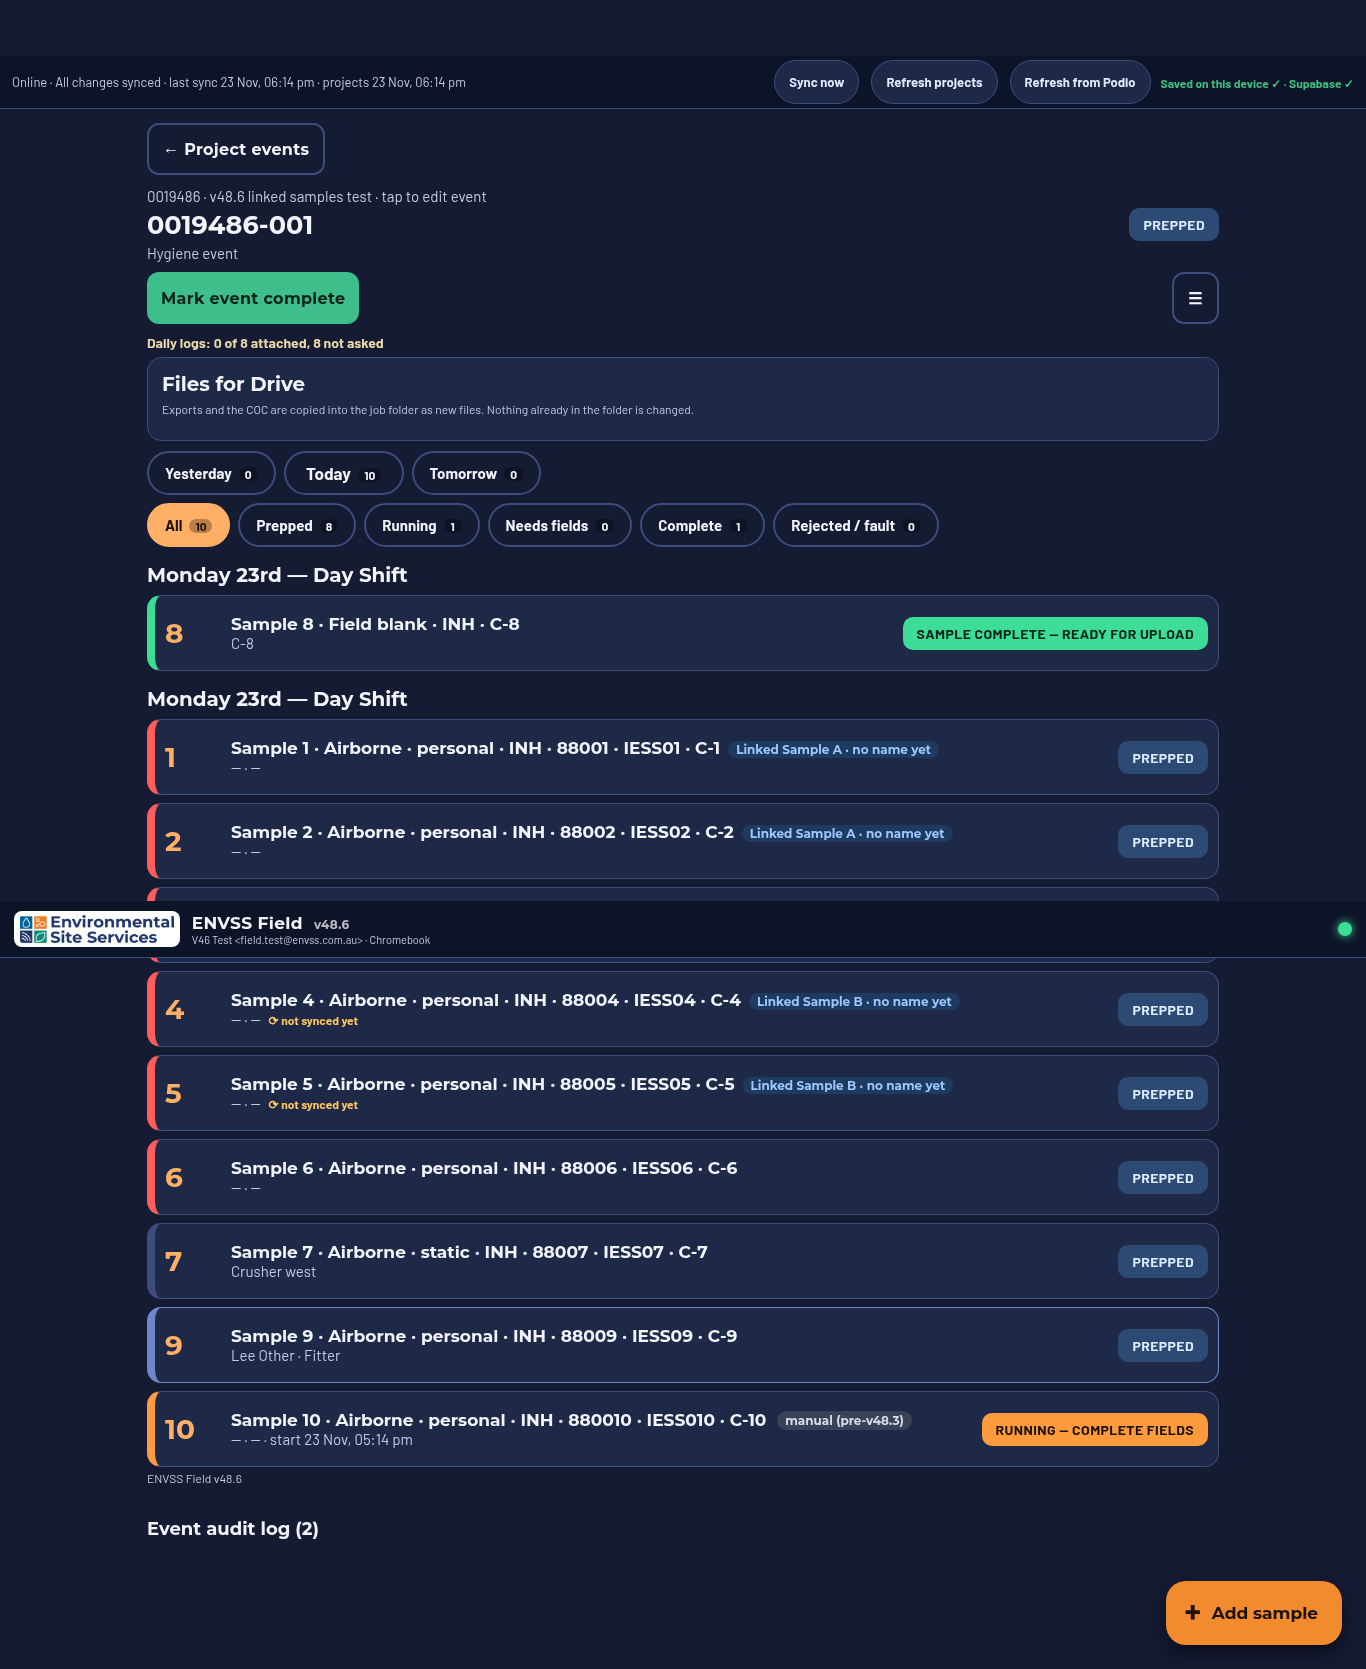 Online · All changes synced · last sync 23 Nov, 06:14 pm · projects 23 Nov, 06:14 pm
Sync now
Refresh projects
Refresh from Podio
Saved on this device ✓ · Supabase ✓
← Project events
0019486 · v48.6 linked samples test · tap to edit event
0019486-001
PREPPED
Hygiene event
Mark event complete
☰
Daily logs: 0 of 8 attached, 8 not asked
Files for Drive
Exports and the COC are copied into the job folder as new files. Nothing already in the folder is changed.
Yesterday 0
Today 10
Tomorrow 0
All 10
Prepped 8
Running 1
Needs fields 0
Complete 1
Rejected / fault 0
Monday 23rd — Day Shift
8
Sample 8 · Field blank · INH · C-8
C-8
SAMPLE COMPLETE — READY FOR UPLOAD
Monday 23rd — Day Shift
1
Sample 1 · Airborne · personal · INH · 88001 · IESS01 · C-1 Linked Sample A · no name yet
— · —
PREPPED
2
Sample 2 · Airborne · personal · INH · 88002 · IESS02 · C-2 Linked Sample A · no name yet
— · —
PREPPED
Environmental
Site Services
ENVSS Field v48.6
V46 Test <field.test@envss.com.au> · Chromebook
4
Sample 4 · Airborne · personal · INH · 88004 · IESS04 · C-4 Linked Sample B · no name yet
— · — ⟳ not synced yet
PREPPED
5
Sample 5 · Airborne · personal · INH · 88005 · IESS05 · C-5 Linked Sample B · no name yet
— · — ⟳ not synced yet
PREPPED
6
Sample 6 · Airborne · personal · INH · 88006 · IESS06 · C-6
— · —
PREPPED
7
Sample 7 · Airborne · static · INH · 88007 · IESS07 · C-7
Crusher west
PREPPED
9
Sample 9 · Airborne · personal · INH · 88009 · IESS09 · C-9
Lee Other · Fitter
PREPPED
10
Sample 10 · Airborne · personal · INH · 880010 · IESS010 · C-10 manual (pre-v48.3)
— · — · start 23 Nov, 05:14 pm
RUNNING — COMPLETE FIELDS
ENVSS Field v48.6
Event audit log (2)
+ Add sample